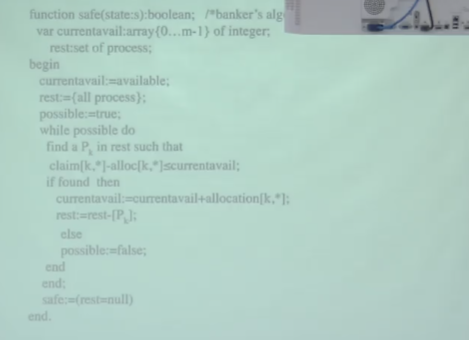 function safe(state:s):boolean; /*banker's alg
var currentavail:array{0…m-1} of integer;
rest:set of process;
begin
currentavail:=available;
rest:={all process};
possible:=true;
while possible do
find a Pk in rest such that
claim[k,*]-alloc[k,*]≤currentavail;
if found then
currentavail:=currentavail+allocation[k,*];
rest:=rest-[Pk];
else
possible:=false;
end
end;
safe:=(rest=null)
end.